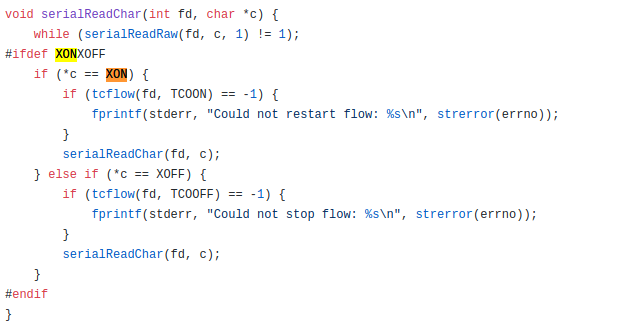 void serialReadChar(int fd, char *c) {
    while (serialReadRaw(fd, c, 1) != 1);
#ifdef XONXOFF
    if (*c == XON) {
        if (tcflow(fd, TCOON) == -1) {
            fprintf(stderr, "Could not restart flow: %s\n", strerror(errno));
        }
        serialReadChar(fd, c);
    } else if (*c == XOFF) {
        if (tcflow(fd, TCOOFF) == -1) {
            fprintf(stderr, "Could not stop flow: %s\n", strerror(errno));
        }
        serialReadChar(fd, c);
    }
#endif
}